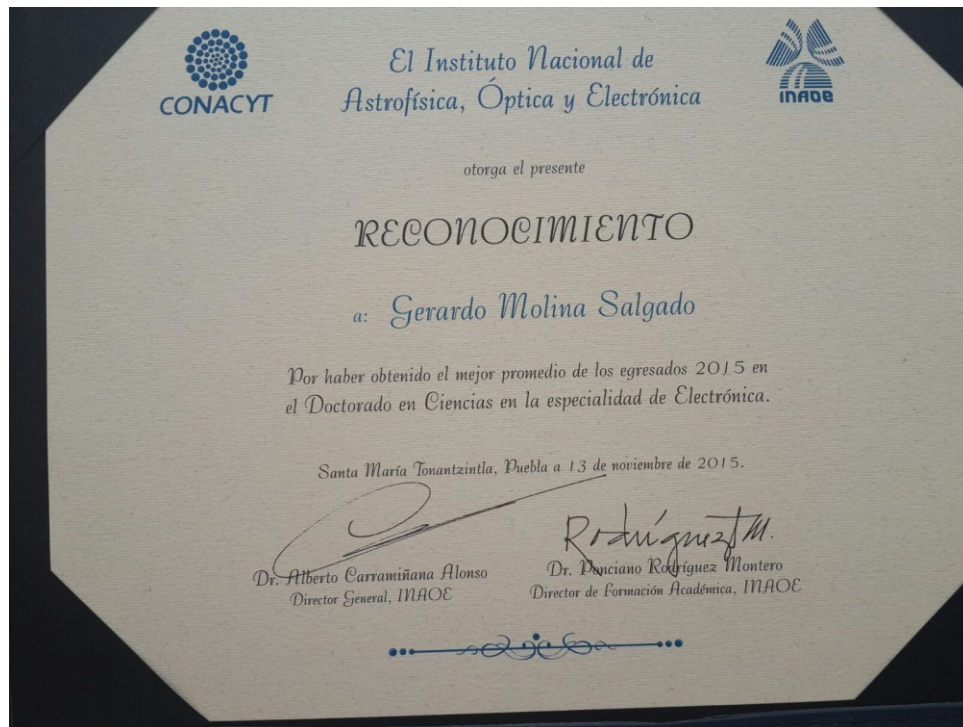 CONACYT
El Instituto Nacional de
Astrofísica, Óptica y Electrónica
INAOE
otorga el presente
RECONOCIMIENTO
a: Gerardo Molina Salgado
Por haber obtenido el mejor promedio de los egresados 2015 en
el Doctorado en Ciencias en la especialidad de Electrónica.
Santa María Tonantzintla, Puebla a 13 de noviembre de 2015.
Rodríguez M.
Dr. Alberto Carramiñana Alonso
Director General, INAOE
Dr. Ponciano Rodríguez Montero
Director de Formación Académica, INAOE